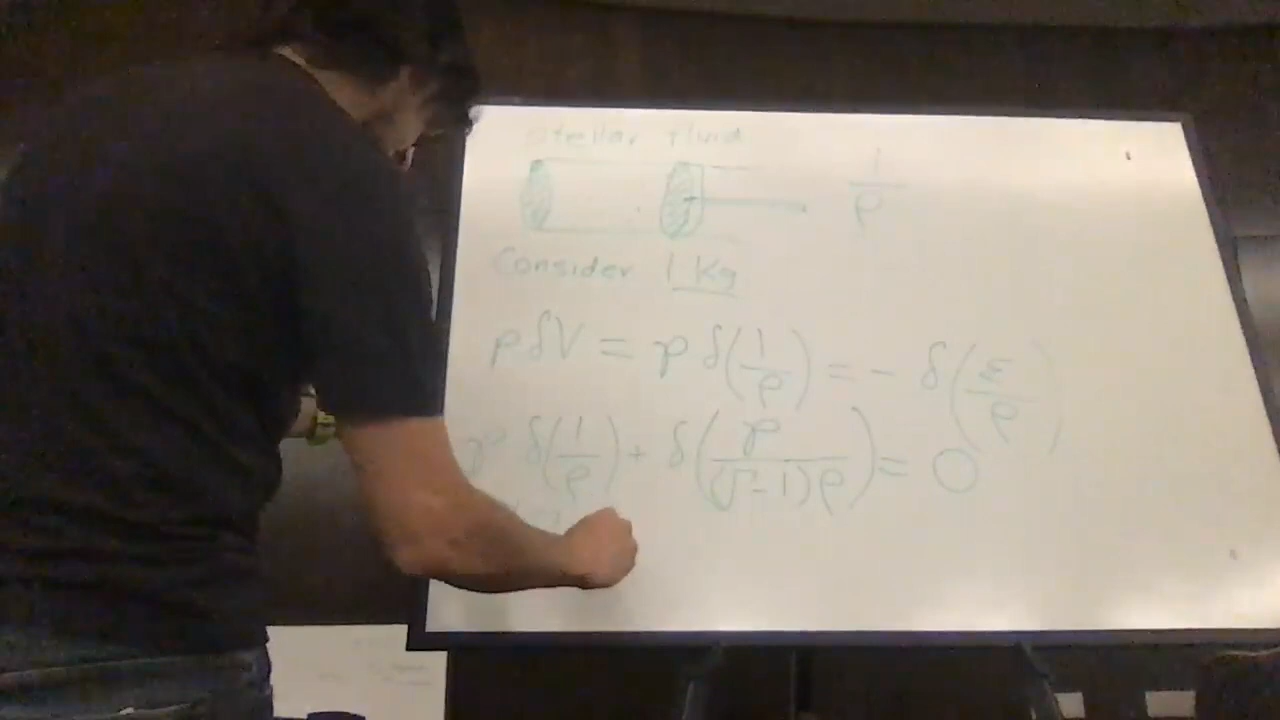 Stellar Fluid
1/ρ
Consider 1 Kg
p δV = p δ(1/ρ) = - δ(ε/ρ)
p δ(1/ρ) + δ(p/((Γ-1)ρ)) = 0